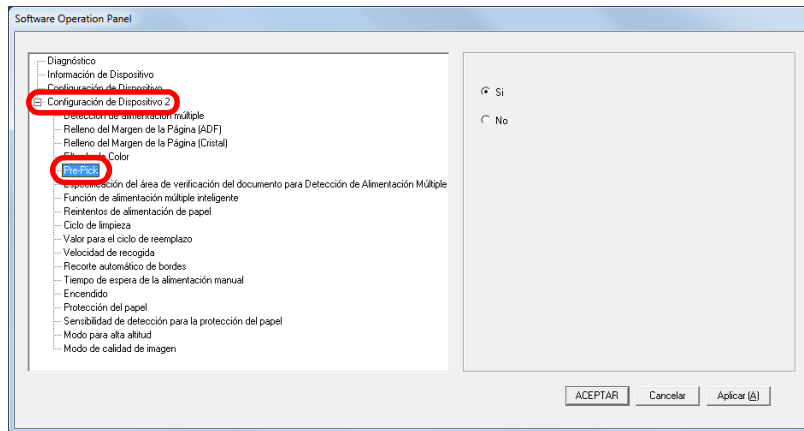 Software Operation Panel
Diagnóstico
Información de Dispositivo
Configuración de Dispositivo
Configuración de Dispositivo 2
Detección de alimentación múltiple
Relleno del Margen de la Página (ADF)
Relleno del Margen de la Página (Cristal)
Color
Pre-Pick
Especificación del área de verificación del documento para Detección de Alimentación Múltiple
Función de alimentación múltiple inteligente
Reintentos de alimentación de papel
Ciclo de limpieza
Valor para el ciclo de reemplazo
Velocidad de recogida
Recorte automático de bordes
Tiempo de espera de la alimentación manual
Encendido
Protección del papel
Sensibilidad de detección para la protección del papel
Modo para alta altitud
Modo de calidad de imagen
Si
No
ACEPTAR Cancelar Aplicar (A)